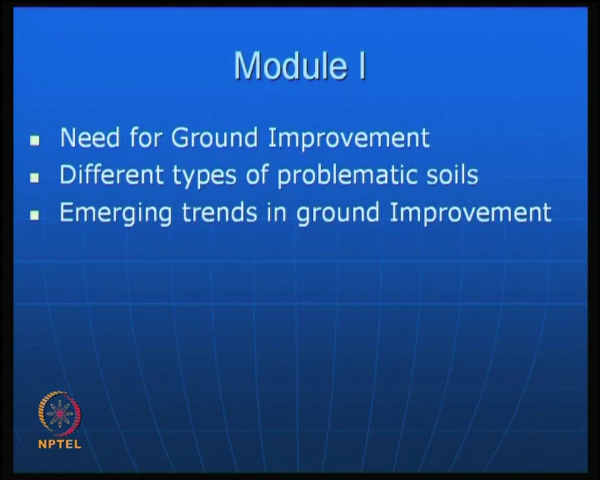 Module I
Need for Ground Improvement
Different types of problematic soils
Emerging trends in ground Improvement
NPTEL